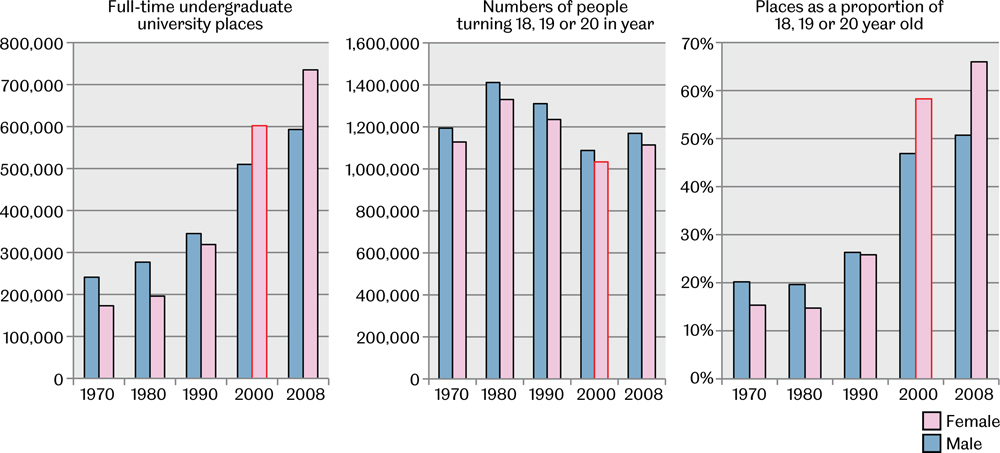 Full-time undergraduate
university places
800,000
700,000
600,000
500,000
400,000
300,000
200,000
100,000
0
1970 1980 1990 2000 2008
Numbers of people
turning 18, 19 or 20 in year
1,600,000
1,400,000
1,200,000
1,000,000
800,000
600,000
400,000
200,000
0
1970 1980 1990 2000 2008
Places as a proportion of
18, 19 or 20 year old
70%
60%
50%
40%
30%
20%
10%
0%
1970 1980 1990 2000 2008
Female
Male